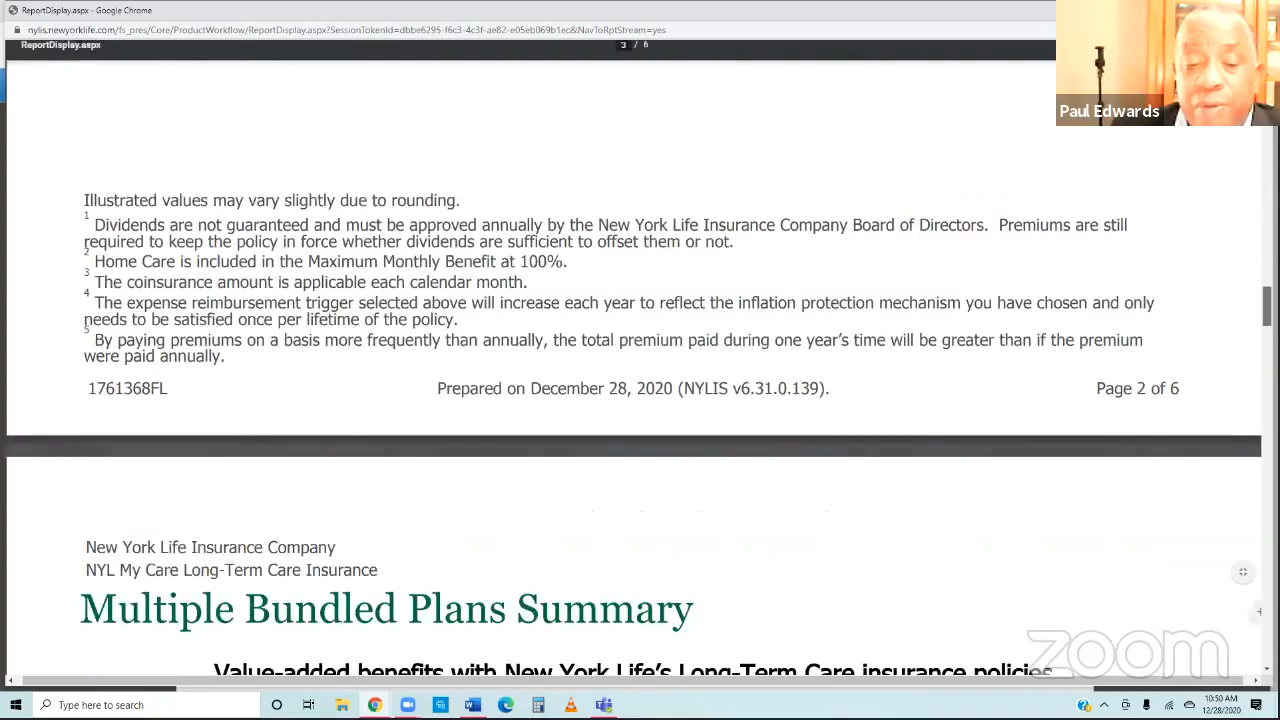 ReportDisplay.aspx - Google Chrome
nylis.newyorklife.com/fs_pres/Core/ProductWorkflow/ReportDisplay.aspx?SessionTokenId=dbbe6295-f6c3-4c3f-ae82-e05eb069b1ec&NavToRptStream=yes
ReportDisplay.aspx 3 / 6
Paul Edwards
Illustrated values may vary slightly due to rounding.
1 Dividends are not guaranteed and must be approved annually by the New York Life Insurance Company Board of Directors. Premiums are still
required to keep the policy in force whether dividends are sufficient to offset them or not.
2 Home Care is included in the Maximum Monthly Benefit at 100%.
3 The coinsurance amount is applicable each calendar month.
4 The expense reimbursement trigger selected above will increase each year to reflect the inflation protection mechanism you have chosen and only
needs to be satisfied once per lifetime of the policy.
5 By paying premiums on a basis more frequently than annually, the total premium paid during one year's time will be greater than if the premium
were paid annually.
1761368FL Prepared on December 28, 2020 (NYLIS v6.31.0.139). Page 2 of 6
New York Life Insurance Company
NYL My Care Long-Term Care Insurance
Multiple Bundled Plans Summary
Value-added benefits with New York Life's Long-Term Care insurance policies
zoom
Type here to search
10:50 AM
12/28/2020